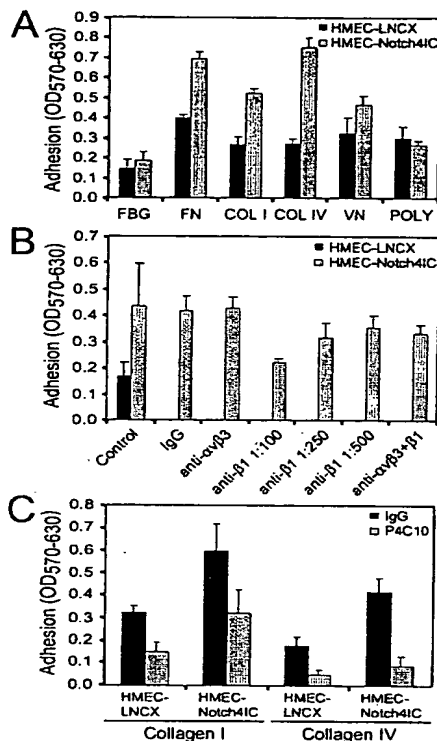 A
Adhesion (OD570-630)
0.9
0.8
0.7
0.6
0.5
0.4
0.3
0.2
0.1
0.0
HMEC-LNCX
HMEC-Notch4IC
FBG FN COL I COL IV VN POLY
B
Adhesion (OD570-630)
0.7
0.6
0.5
0.4
0.3
0.2
0.1
0.0
HMEC-LNCX
HMEC-Notch4IC
Control
IgG
anti-αvβ3
anti-β1 1:100
anti-β1 1:250
anti-β1 1:500
anti-αvβ3+β1
C
Adhesion (OD570-630)
0.8
0.7
0.6
0.5
0.4
0.3
0.2
0.1
0.0
IgG
P4C10
HMEC- HMEC- HMEC- HMEC-
LNCX Notch4IC LNCX Notch4IC
Collagen I Collagen IV